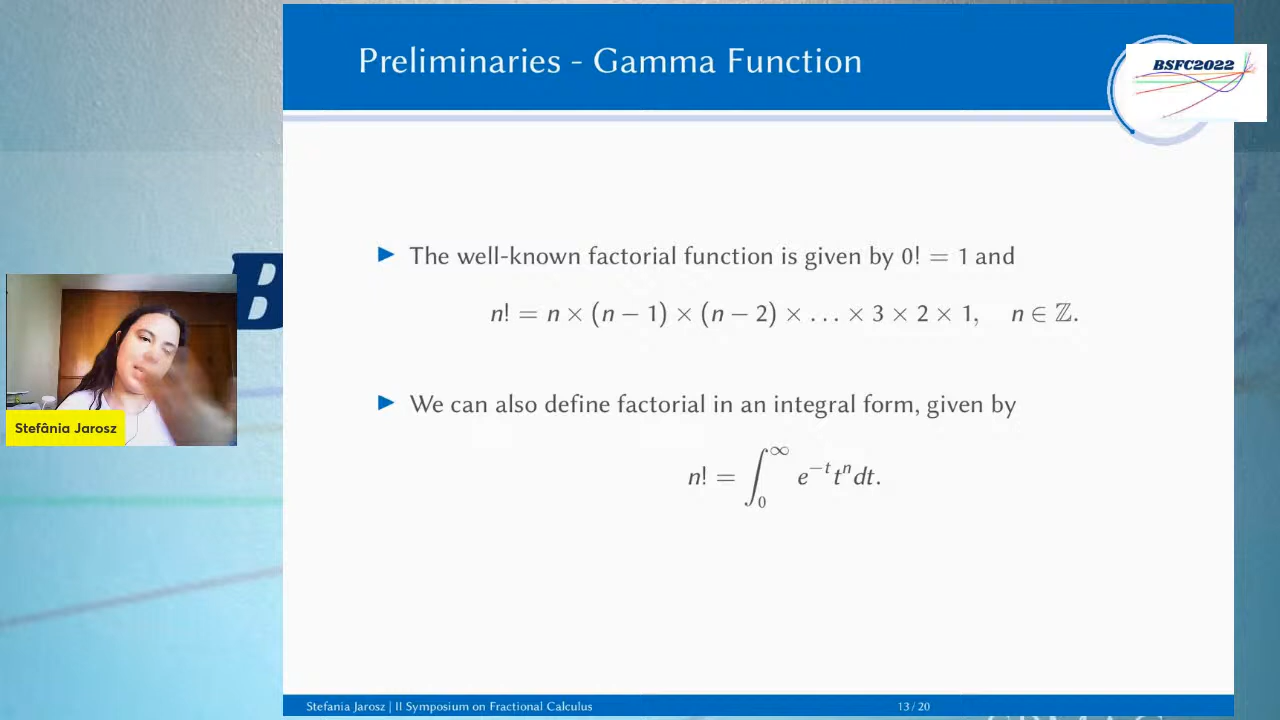 Preliminaries - Gamma Function
BSFC2022
▶ The well-known factorial function is given by 0! = 1 and
n! = n × (n − 1) × (n − 2) × . . . × 3 × 2 × 1, n ∈ ℤ.
▶ We can also define factorial in an integral form, given by
n! = ∫₀^∞ e^{−t} t^n dt.
Stefânia Jarosz
Stefania Jarosz | II Symposium on Fractional Calculus
13 / 20